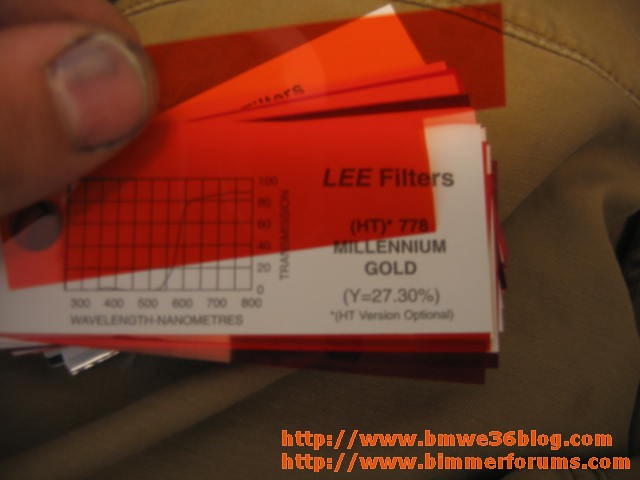 Filters
LEE Filters
(HT)* 778
MILLENNIUM
GOLD
(Y=27.30%)
*(HT Version Optional)
100
80
60
40
20
0
TRANSMISSION
300 400 500 600 700 800
WAVELENGTH-NANOMETRES
http://www.bmwe36blog.com
http://www.bimmerforums.com